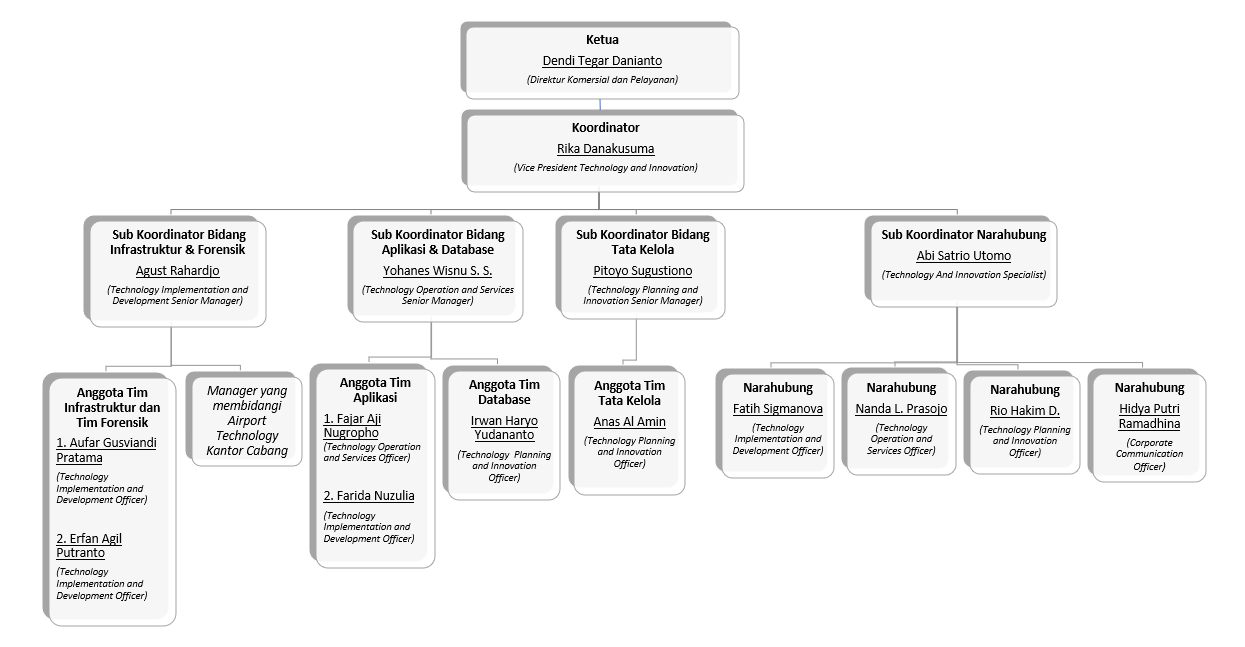 Ketua
Dendi Tegar Danianto
(Direktur Komersial dan Pelayanan)
Koordinator
Rika Danakusuma
(Vice President Technology and Innovation)
Sub Koordinator Bidang
Infrastruktur & Forensik
Agust Rahardjo
(Technology Implementation and
Development Senior Manager)
Sub Koordinator Bidang
Aplikasi & Database
Yohanes Wisnu S. S.
(Technology Operation and Services
Senior Manager)
Sub Koordinator Bidang
Tata Kelola
Pitoyo Sugustiono
(Technology Planning and
Innovation Senior Manager)
Sub Koordinator Narahubung
Abi Satrio Utomo
(Technology And Innovation Specialist)
Anggota Tim
Infrastruktur dan
Tim Forensik
1. Aufar Gusviandi
Pratama
(Technology
Implementation and
Development Officer)
2. Erfan Agil
Putranto
(Technology
Implementation and
Development Officer)
Manager yang
membidangi
Airport
Technology
Kantor Cabang
Anggota Tim
Aplikasi
1. Fajar Aji
Nugropho
(Technology Operation
and Services Officer)
2. Farida Nuzulia
(Technology
Implementation and
Development Officer)
Anggota Tim
Database
Irwan Haryo
Yudananto
(Technology Planning
and Innovation
Officer)
Anggota Tim
Tata Kelola
Anas Al Amin
(Technology Planning
and Innovation
Officer)
Narahubung
Fatih Sigmanova
(Technology
Implementation and
Development Officer)
Narahubung
Nanda L. Prasojo
(Technology
Operation and
Services Officer)
Narahubung
Rio Hakim D.
(Technology Planning
and Innovation
Officer)
Narahubung
Hidya Putri
Ramadhina
(Corporate
Communication
Officer)